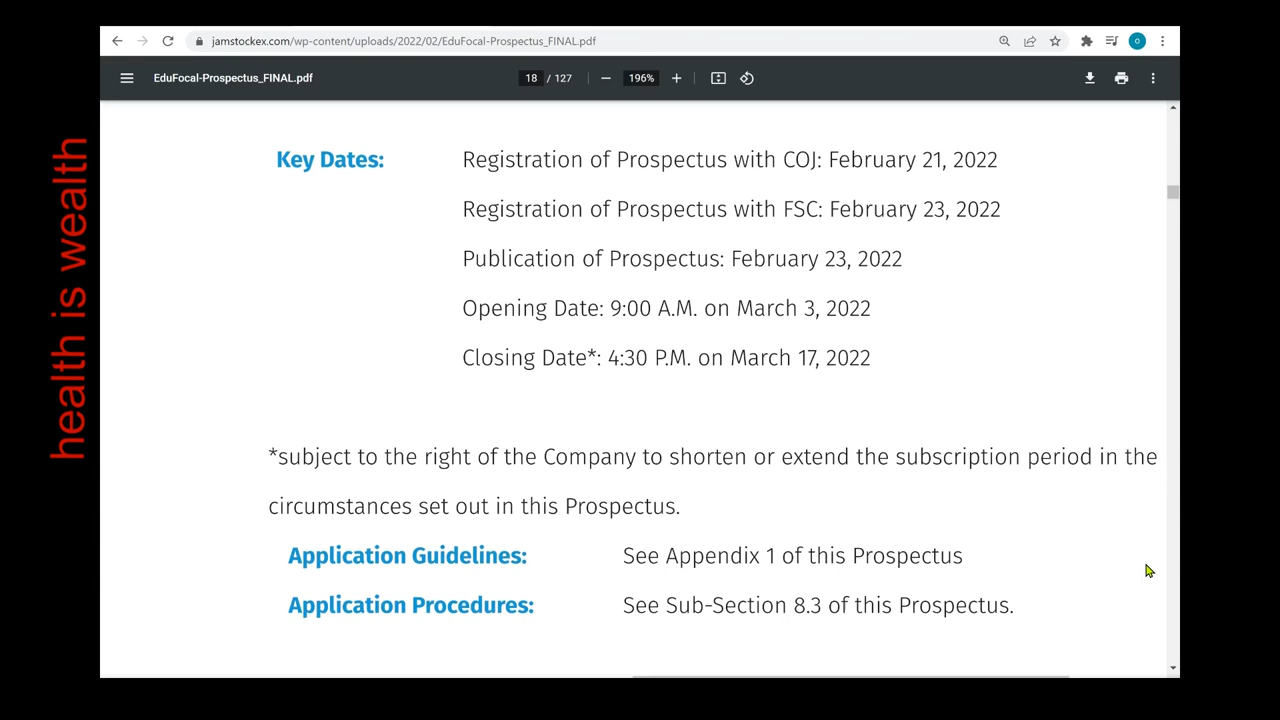 jamstockex.com/wp-content/uploads/2022/02/EduFocal-Prospectus_FINAL.pdf
o
EduFocal-Prospectus_FINAL.pdf
18 / 127
196%
health is wealth
Key Dates: Registration of Prospectus with COJ: February 21, 2022
Registration of Prospectus with FSC: February 23, 2022
Publication of Prospectus: February 23, 2022
Opening Date: 9:00 A.M. on March 3, 2022
Closing Date*: 4:30 P.M. on March 17, 2022
*subject to the right of the Company to shorten or extend the subscription period in the
circumstances set out in this Prospectus.
Application Guidelines: See Appendix 1 of this Prospectus
Application Procedures: See Sub-Section 8.3 of this Prospectus.